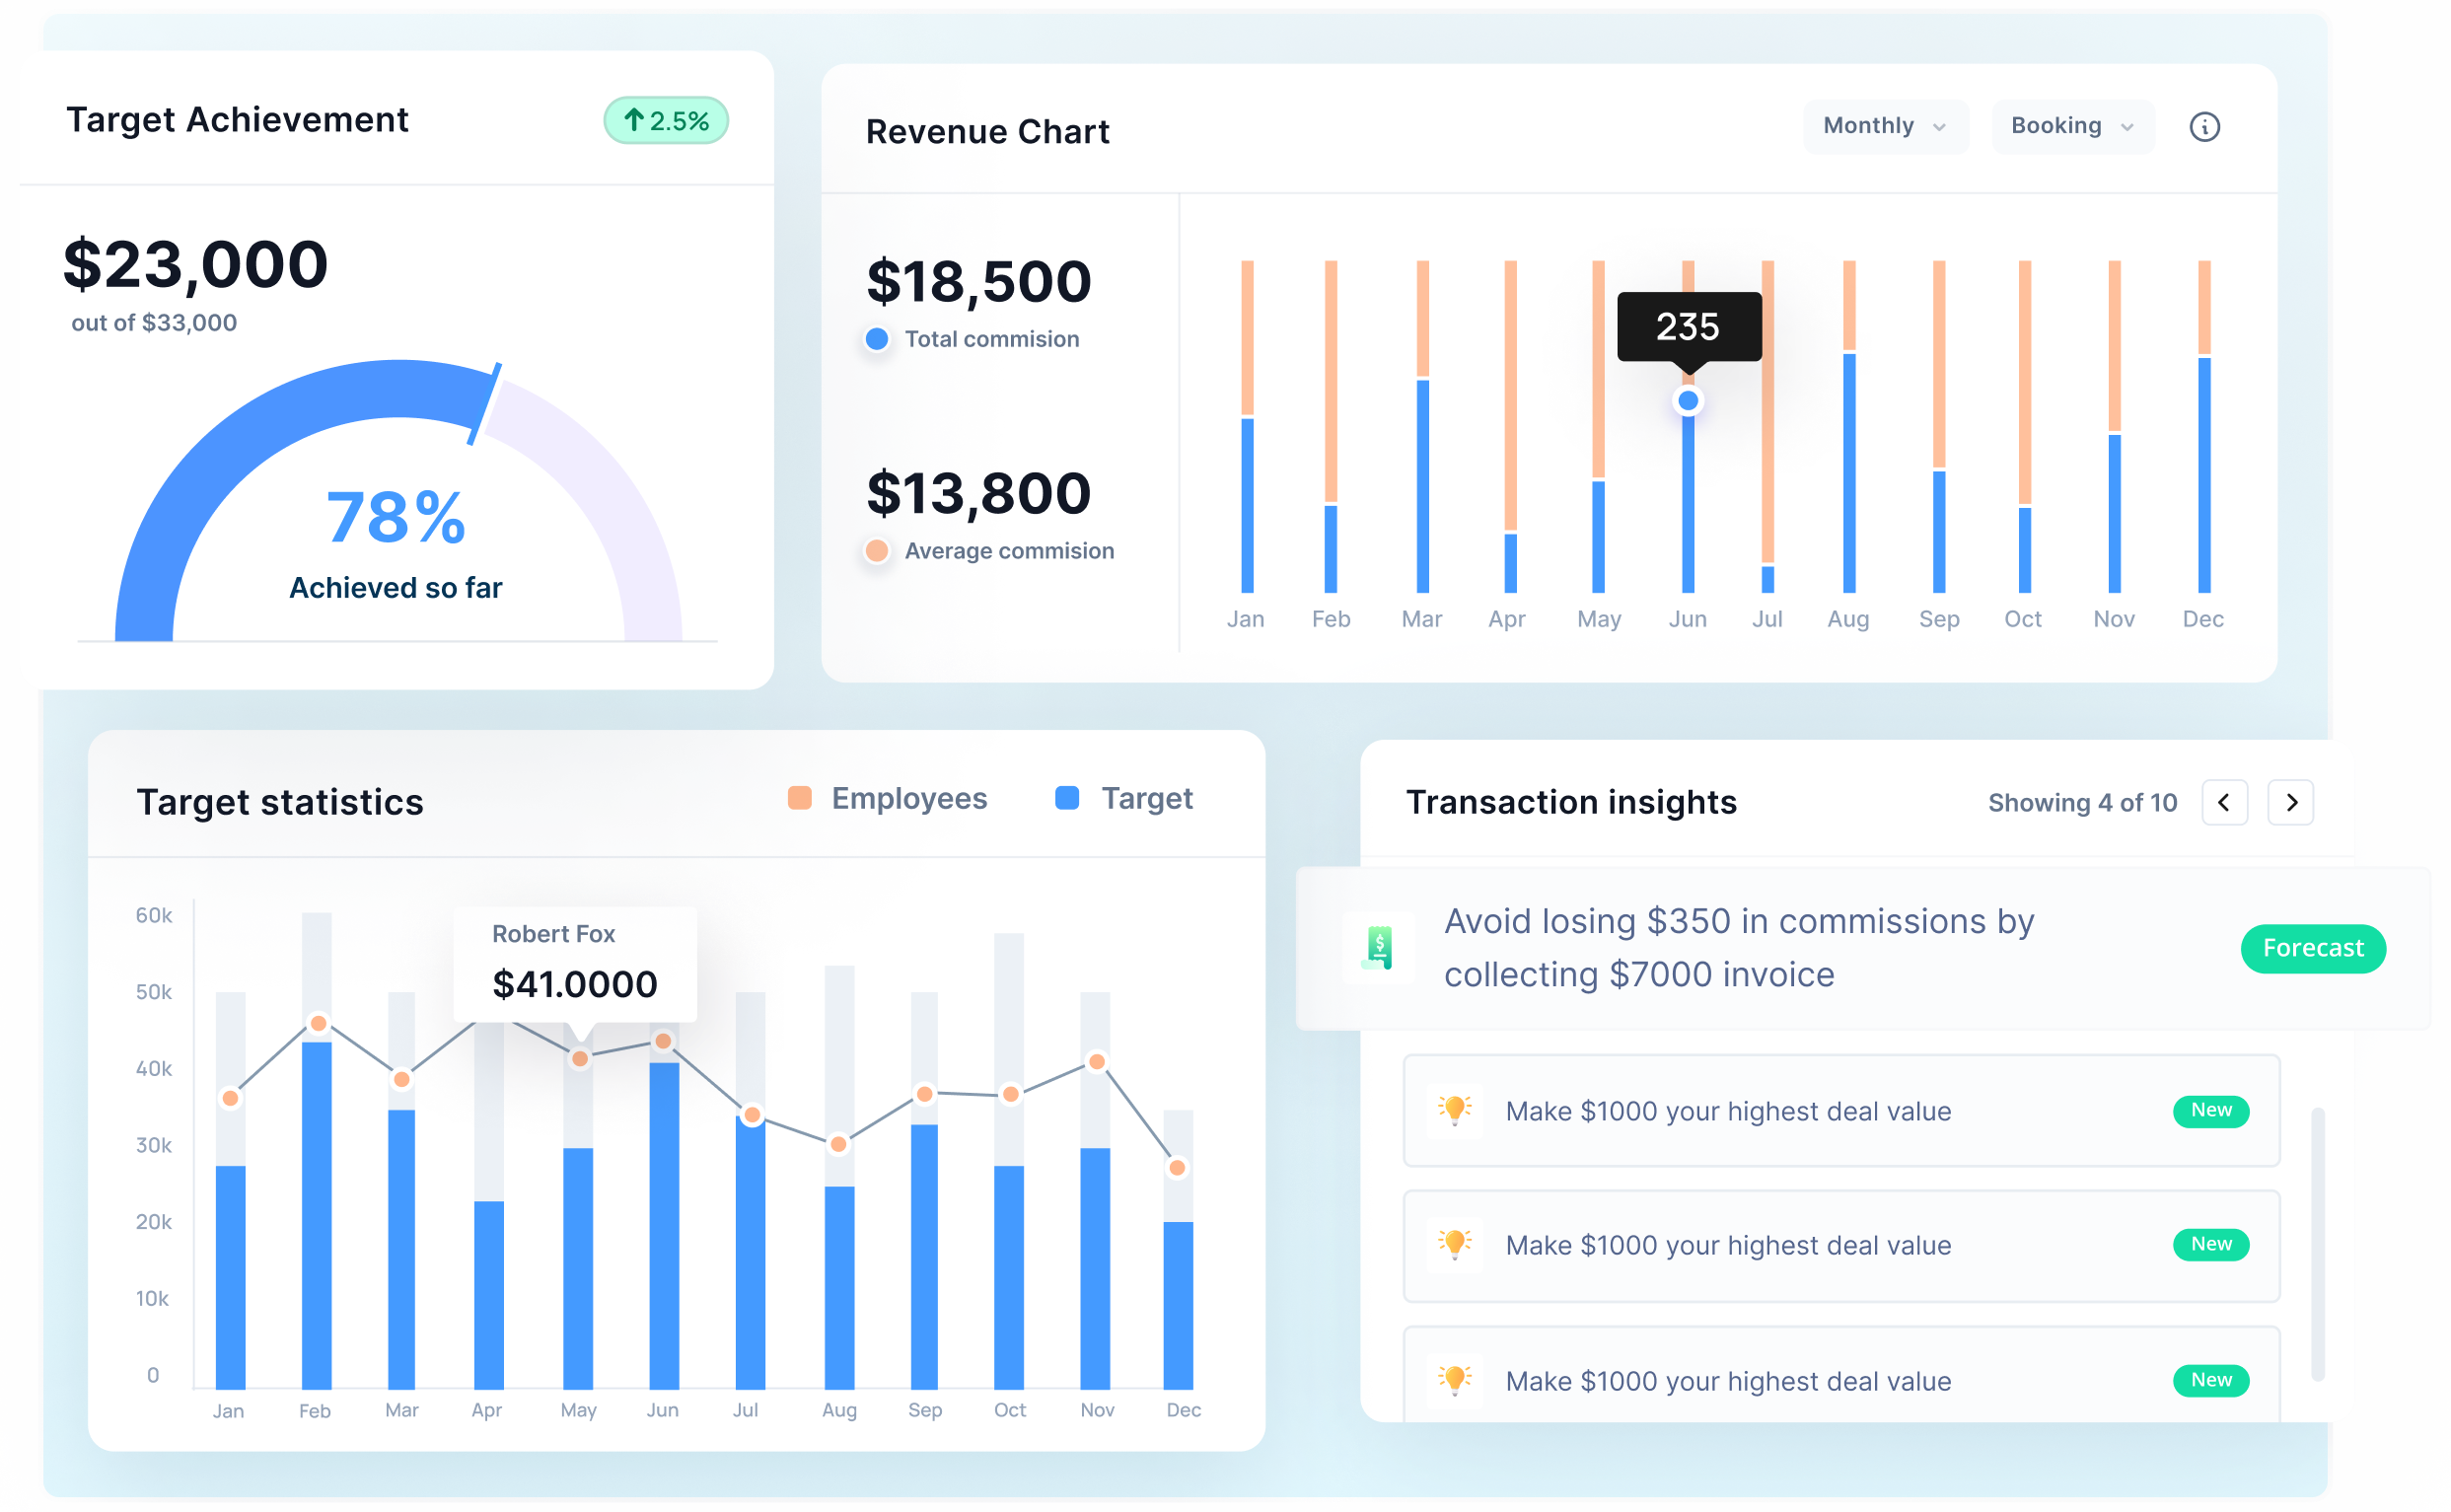 Target Achievement
2.5%
$23,000
out of $33,000
78%
Achieved so far
Revenue Chart
Monthly
Booking
$18,500
Total commision
$13,800
Average commision
235
Jan Feb Mar Apr May Jun Jul Aug Sep Oct Nov Dec
Target statistics
Employees
Target
60k
50k
40k
30k
20k
10k
0
Robert Fox
$41.0000
Jan Feb Mar Apr May Jun Jul Aug Sep Oct Nov Dec
Transaction insights
Showing 4 of 10
Avoid losing $350 in commissions by
collecting $7000 invoice
Forecast
Make $1000 your highest deal value
New
Make $1000 your highest deal value
New
Make $1000 your highest deal value
New